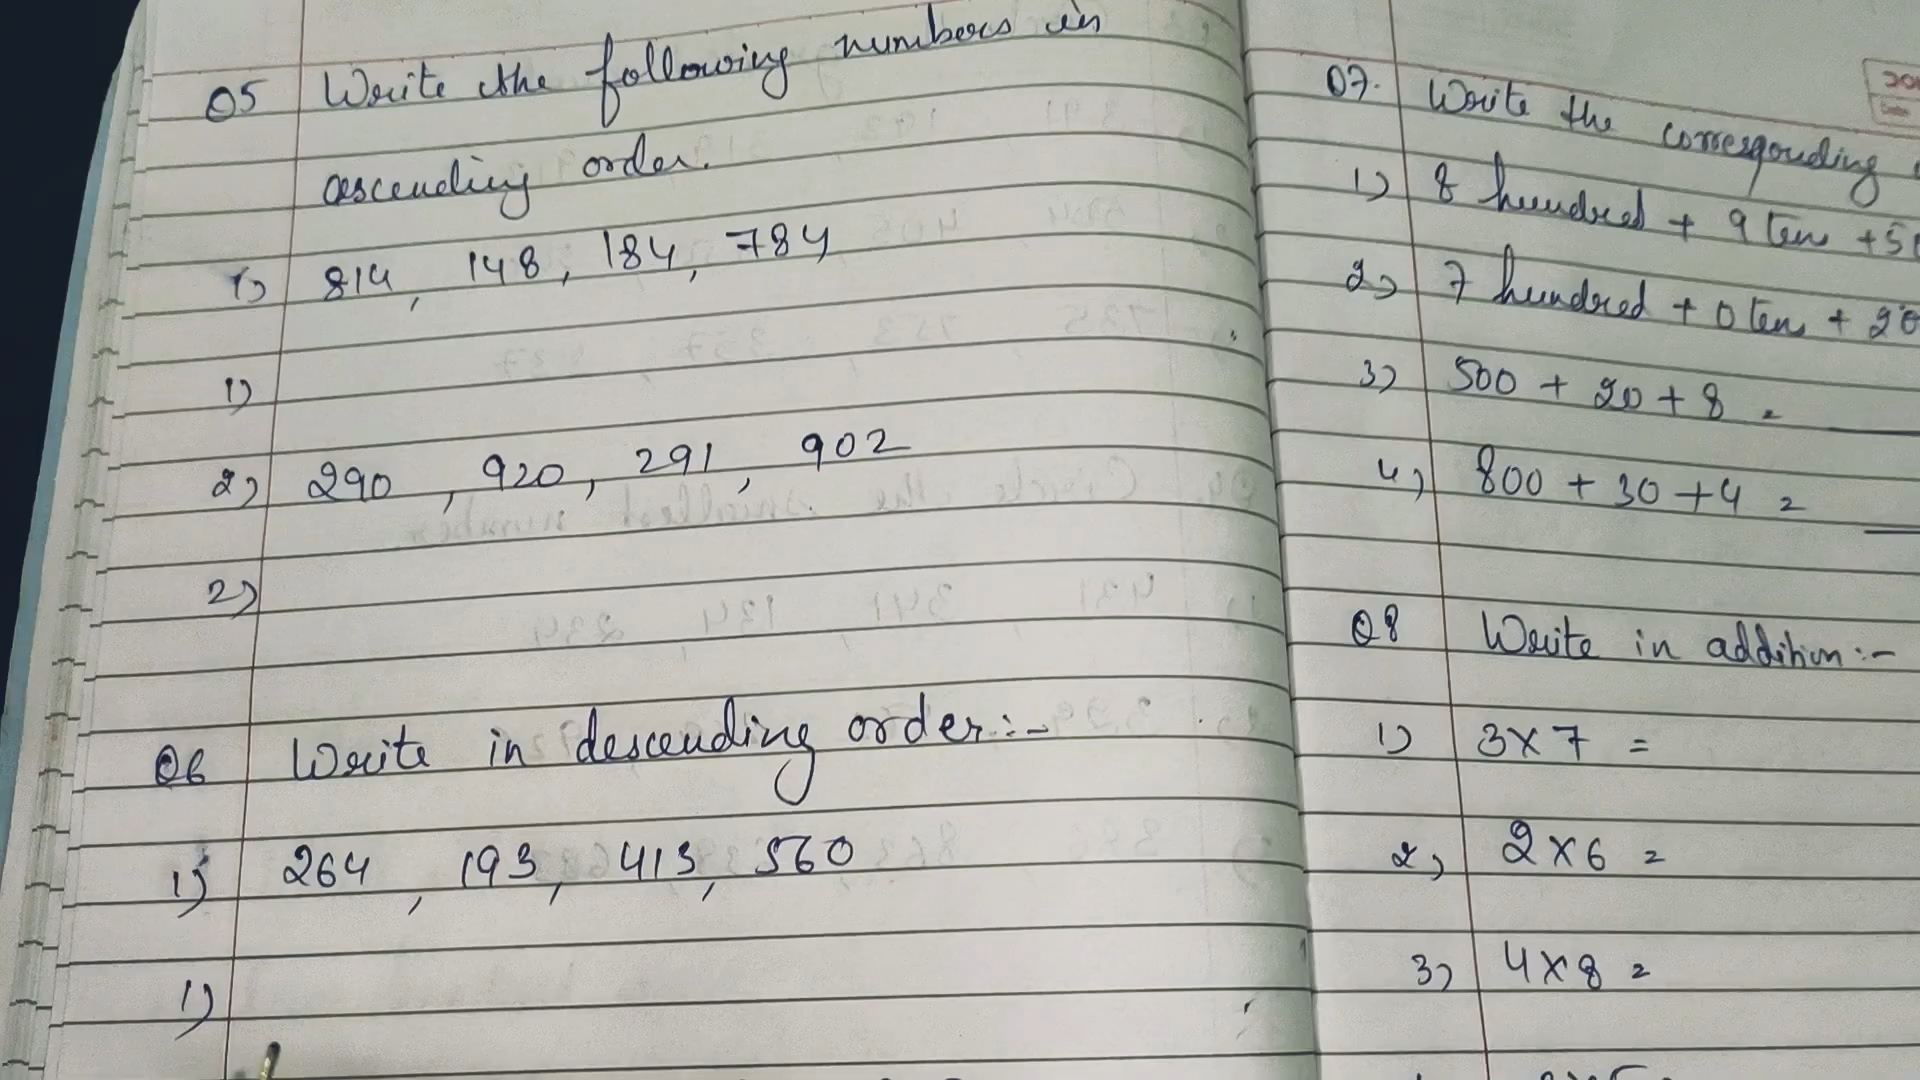 Q5 Write the following numbers in
ascending order.
1) 814, 148, 184, 784
1)
2) 290, 920, 291, 902
2)
Q6 Write in descending order:-
1) 264, 193, 413, 560
1)
Q7. Write the corresponding
1) 8 hundred + 9 ten + 5
2) 7 hundred + 0 ten + 20
3) 500 + 20 + 8 =
4) 800 + 30 + 4 =
Q8 Write in addition:-
1) 3 x 7 =
2) 2 x 6 =
3) 4 x 8 =